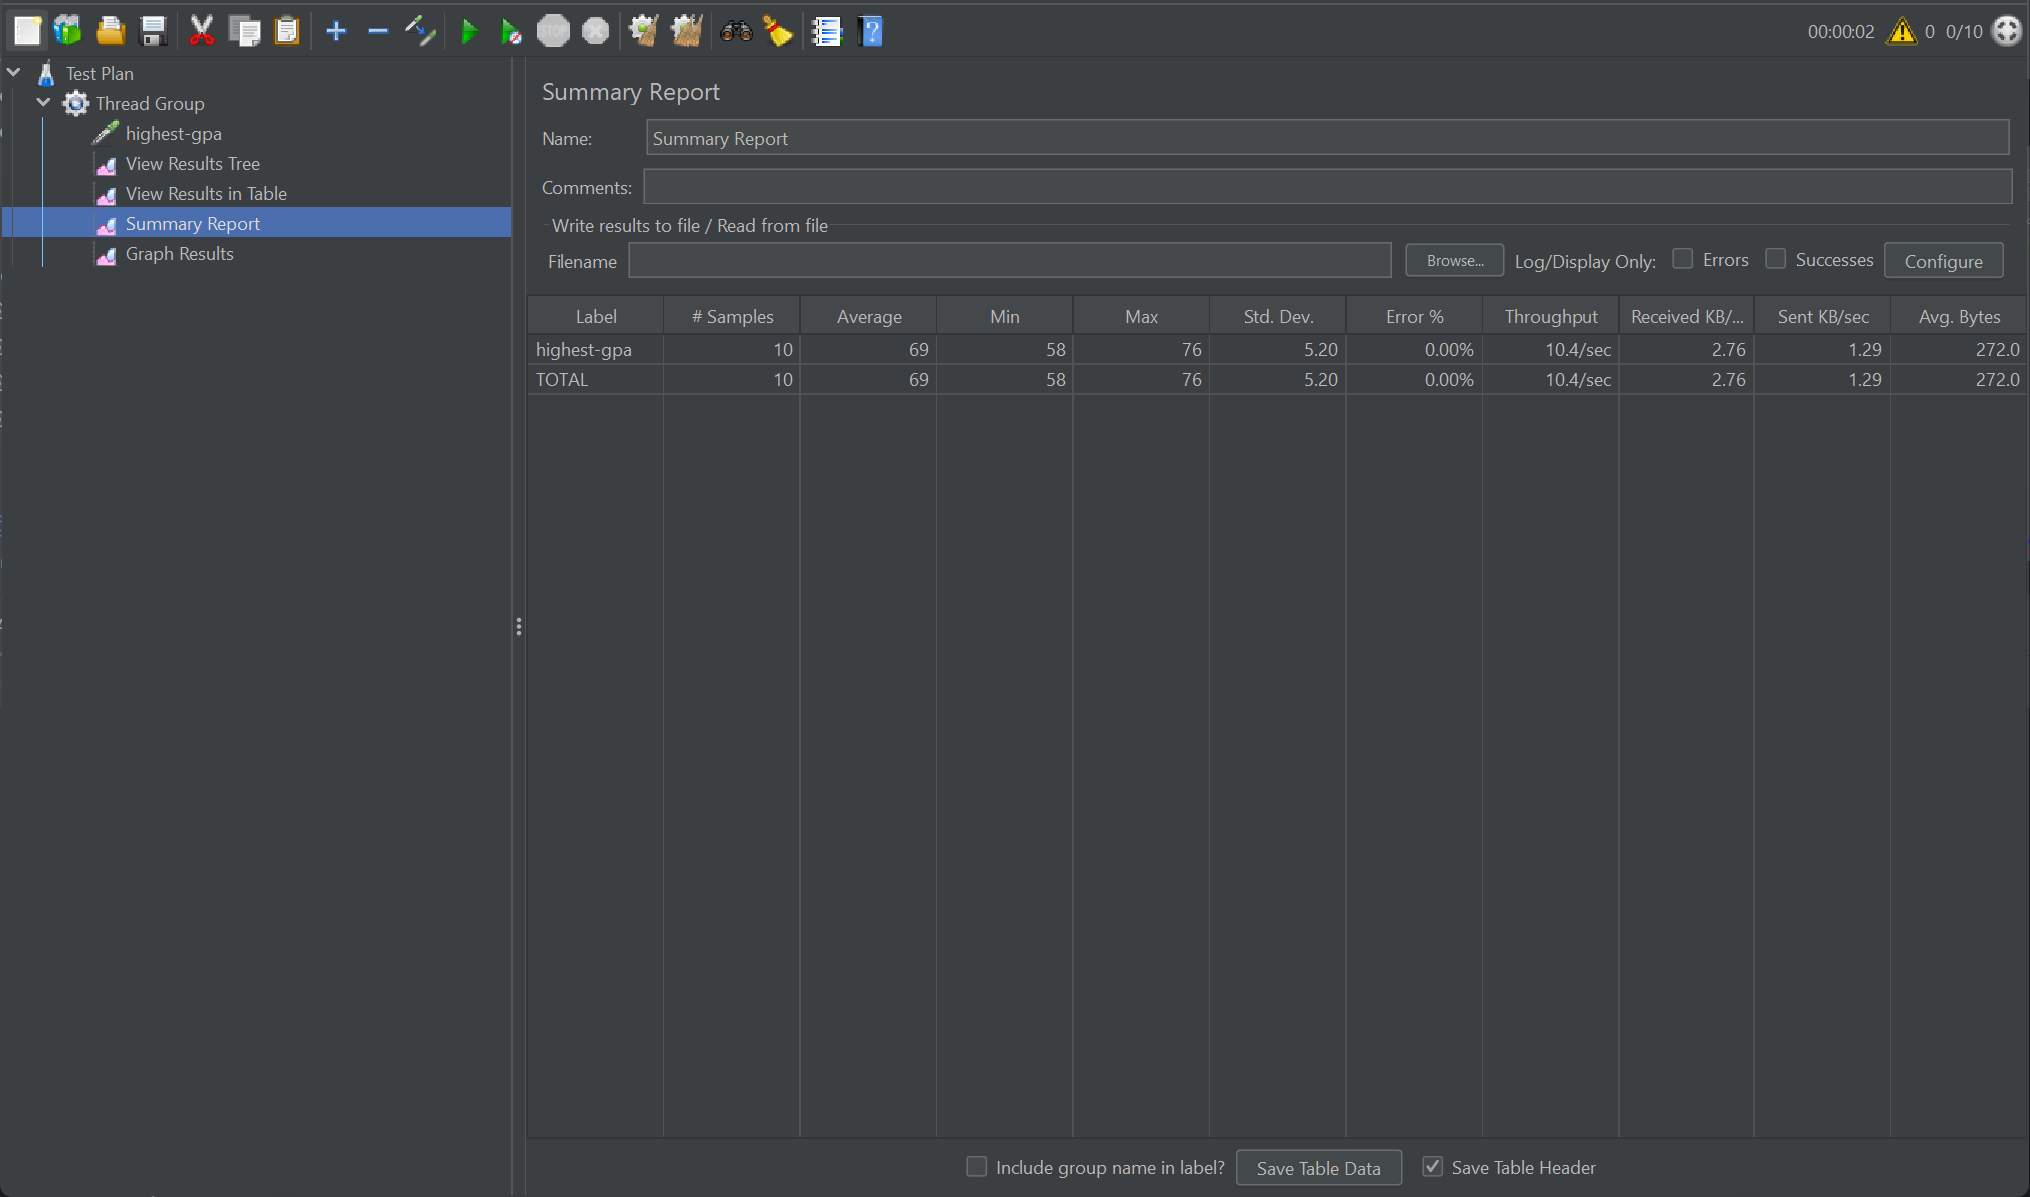 00:00:02 0 0/10
Test Plan
Thread Group
highest-gpa
View Results Tree
View Results in Table
Summary Report
Graph Results
Summary Report
Name: Summary Report
Comments:
Write results to file / Read from file
Filename Browse... Log/Display Only: Errors Successes Configure
Label # Samples Average Min Max Std. Dev. Error % Throughput Received KB/... Sent KB/sec Avg. Bytes
highest-gpa 10 69 58 76 5.20 0.00% 10.4/sec 2.76 1.29 272.0
TOTAL 10 69 58 76 5.20 0.00% 10.4/sec 2.76 1.29 272.0
Include group name in label? Save Table Data Save Table Header